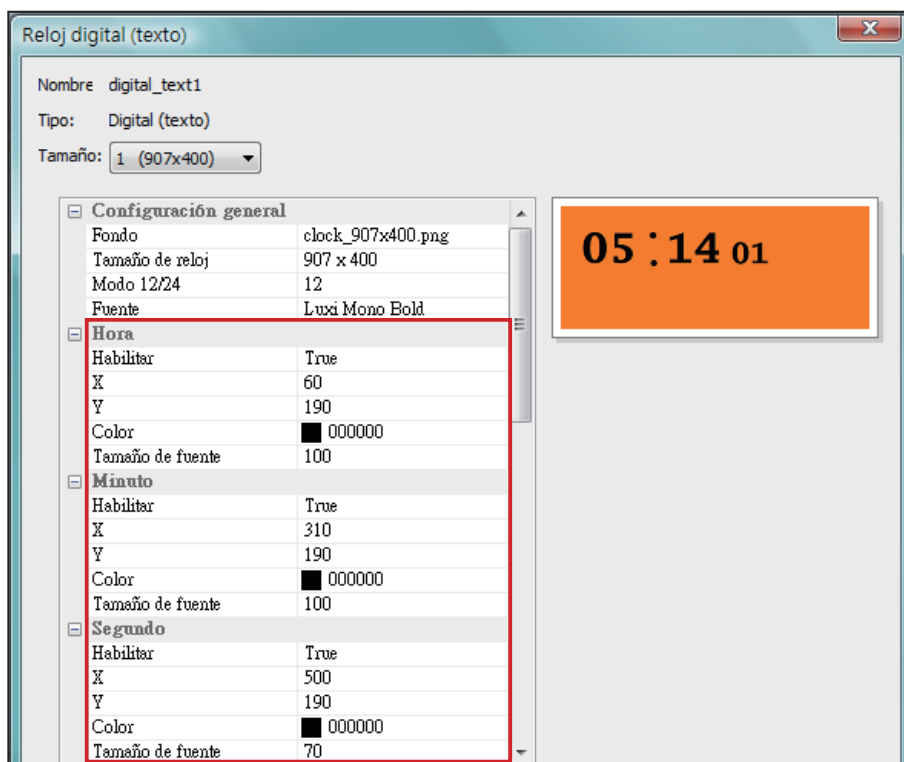 Reloj digital (texto)
X
Nombre digital_text1
Tipo: Digital (texto)
Tamaño: 1 (907x400)
Configuración general
Fondo clock_907x400.png
Tamaño de reloj 907 x 400
Modo 12/24 12
Fuente Luxi Mono Bold
Hora
Habilitar True
X 60
Y 190
Color 000000
Tamaño de fuente 100
Minuto
Habilitar True
X 310
Y 190
Color 000000
Tamaño de fuente 100
Segundo
Habilitar True
X 500
Y 190
Color 000000
Tamaño de fuente 70
05:14 01